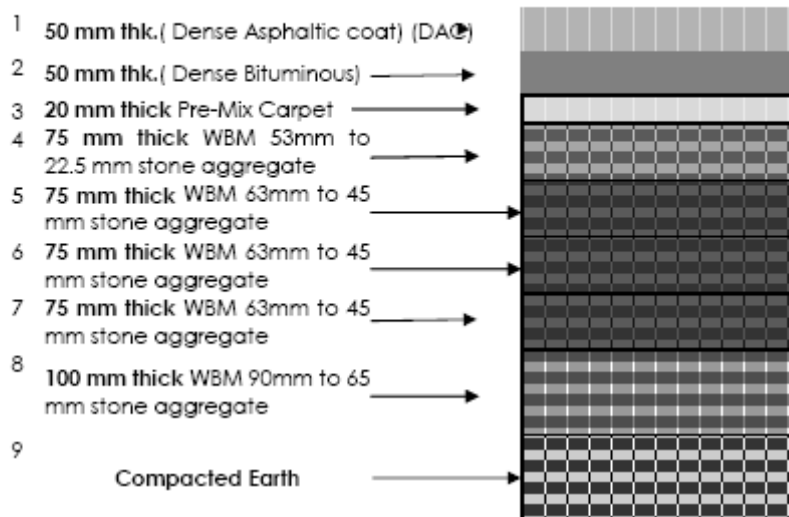 1 50 mm thk.( Dense Asphaltic coat) (DAC)
2 50 mm thk.( Dense Bituminous)
3 20 mm thick Pre-Mix Carpet
4 75 mm thick WBM 53mm to
22.5 mm stone aggregate
5 75 mm thick WBM 63mm to 45
mm stone aggregate
6 75 mm thick WBM 63mm to 45
mm stone aggregate
7 75 mm thick WBM 63mm to 45
mm stone aggregate
8 100 mm thick WBM 90mm to 65
mm stone aggregate
9 Compacted Earth